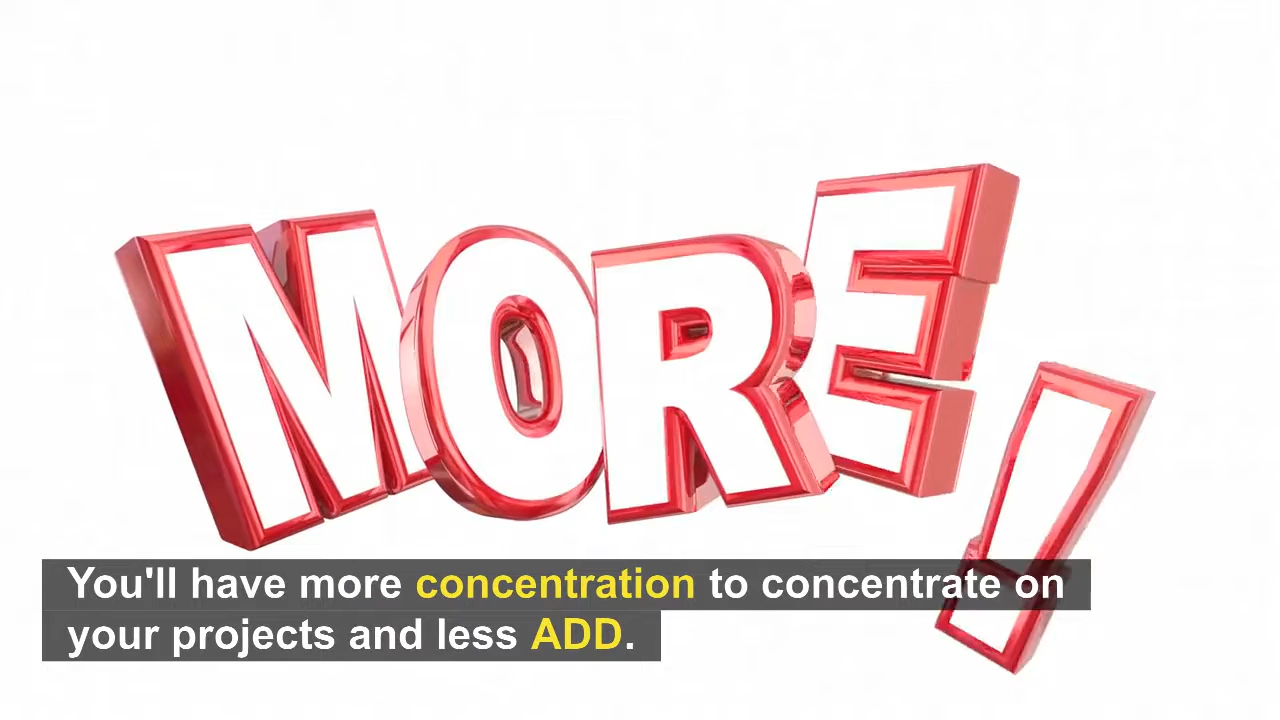 MORE!
You'll have more concentration to concentrate on
your projects and less ADD.